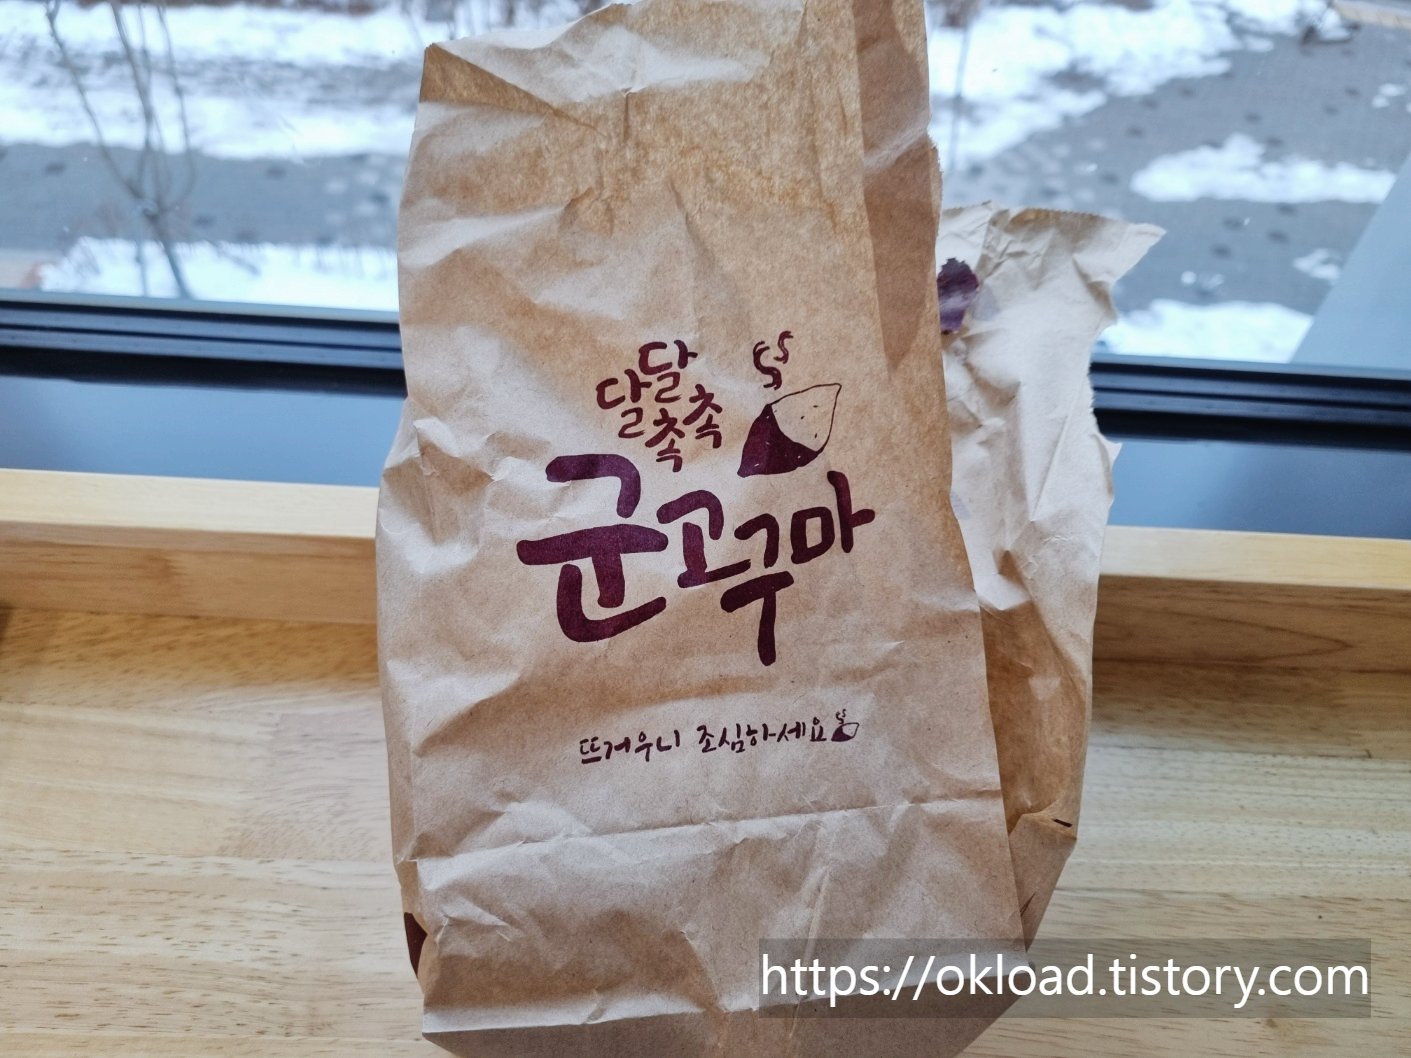 달달
촉촉
군고구마
뜨거우니 조심하세요
https://okload.tistory.com